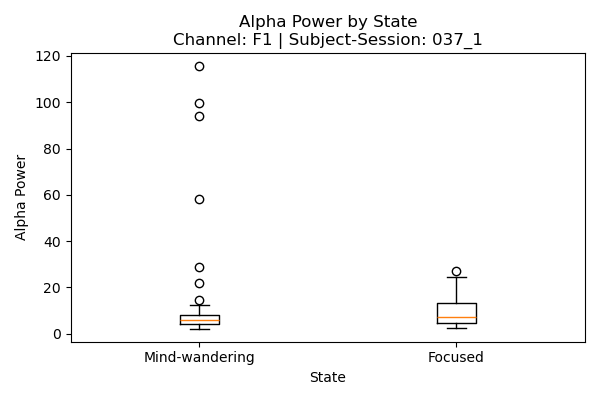 Alpha Power by State
Channel: F1 | Subject-Session: 037_1
120
100
80
60
40
20
0
Alpha Power
Mind-wandering
Focused
State